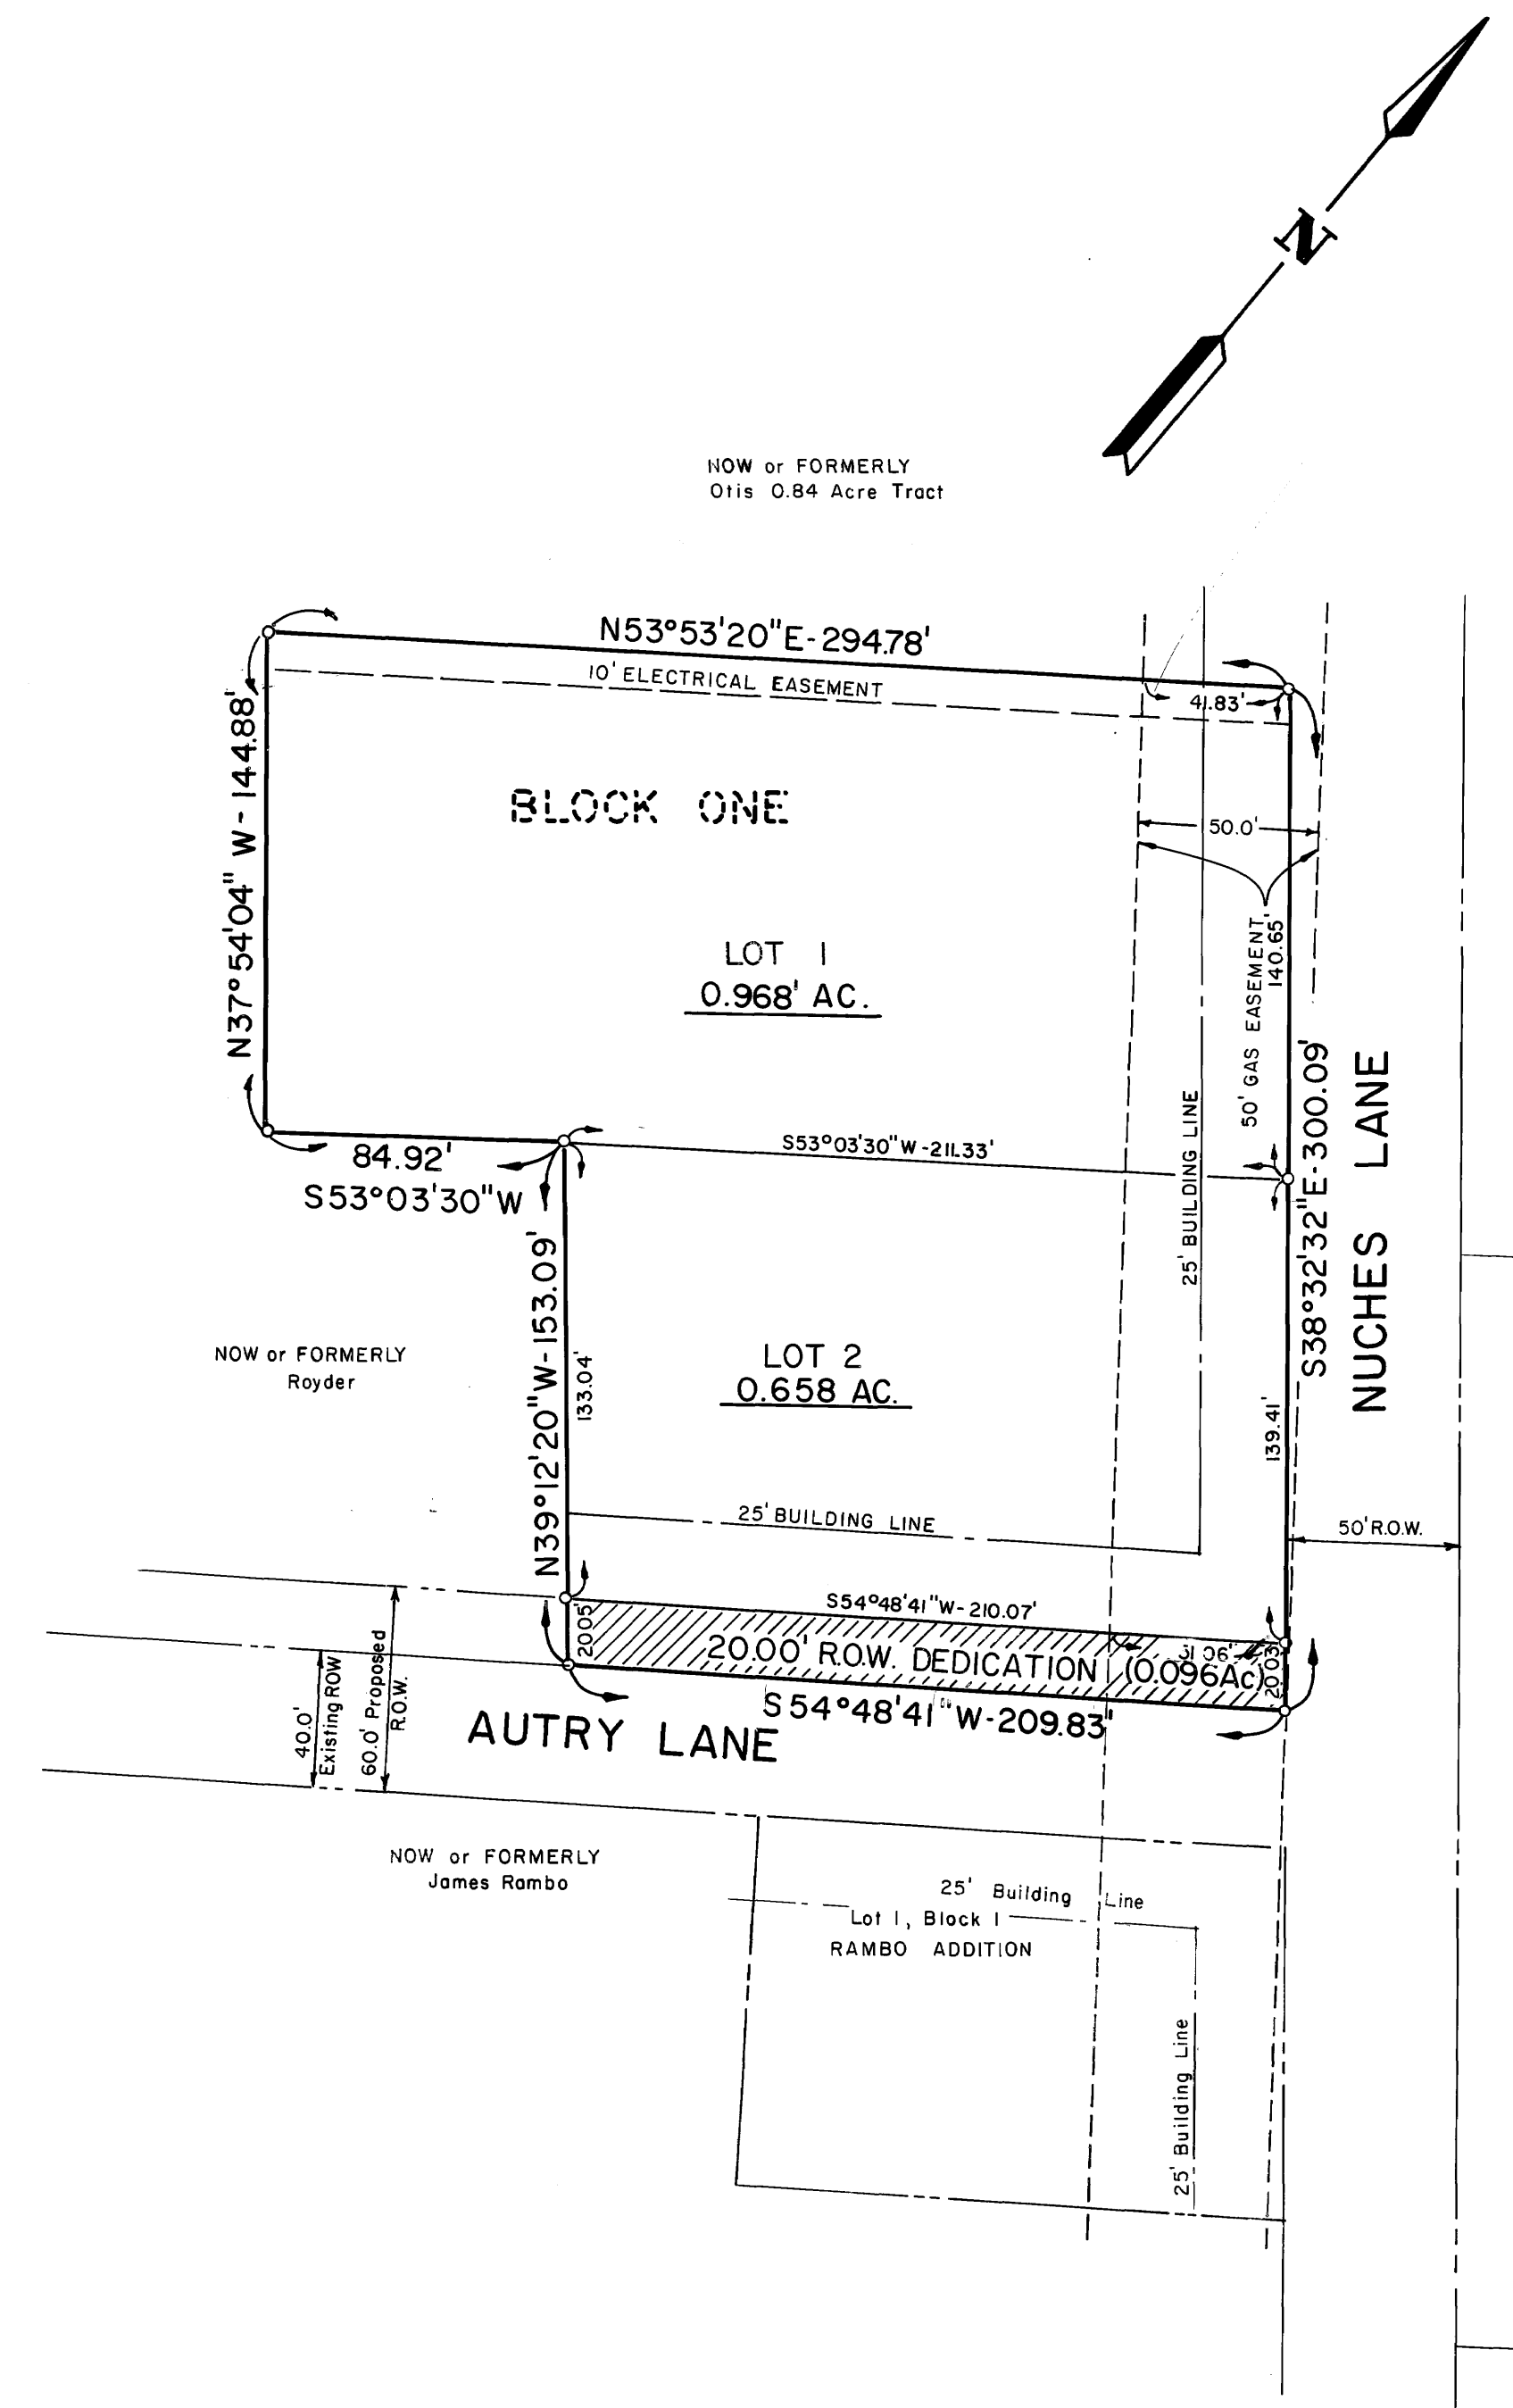 N
NOW or FORMERLY
Otis 0.84 Acre Tract
N53°53'20"E-294.78'
10' ELECTRICAL EASEMENT
41.83'
N37°54'04" W-144.88'
BLOCK ONE
50.0'
LOT 1
0.968' AC.
50' GAS EASEMENT
140.65'
S38°32'32"E-300.09'
NUCHES LANE
25' BUILDING LINE
84.92'
S53°03'30"W
S53°03'30"W-211.33'
N39°12'20"W-153.09'
133.04'
NOW or FORMERLY
Royder
LOT 2
0.658 AC.
139.41'
25' BUILDING LINE
50' R.O.W.
S54°48'41"W-210.07'
20.05'
20.00' R.O.W. DEDICATION (0.096Ac)
20.03'
S54°48'41"W-209.83'
AUTRY LANE
40.0'
Existing ROW
60.0' Proposed
R.O.W.
NOW or FORMERLY
James Rambo
25' Building Line
Lot 1, Block 1
RAMBO ADDITION
25' Building Line